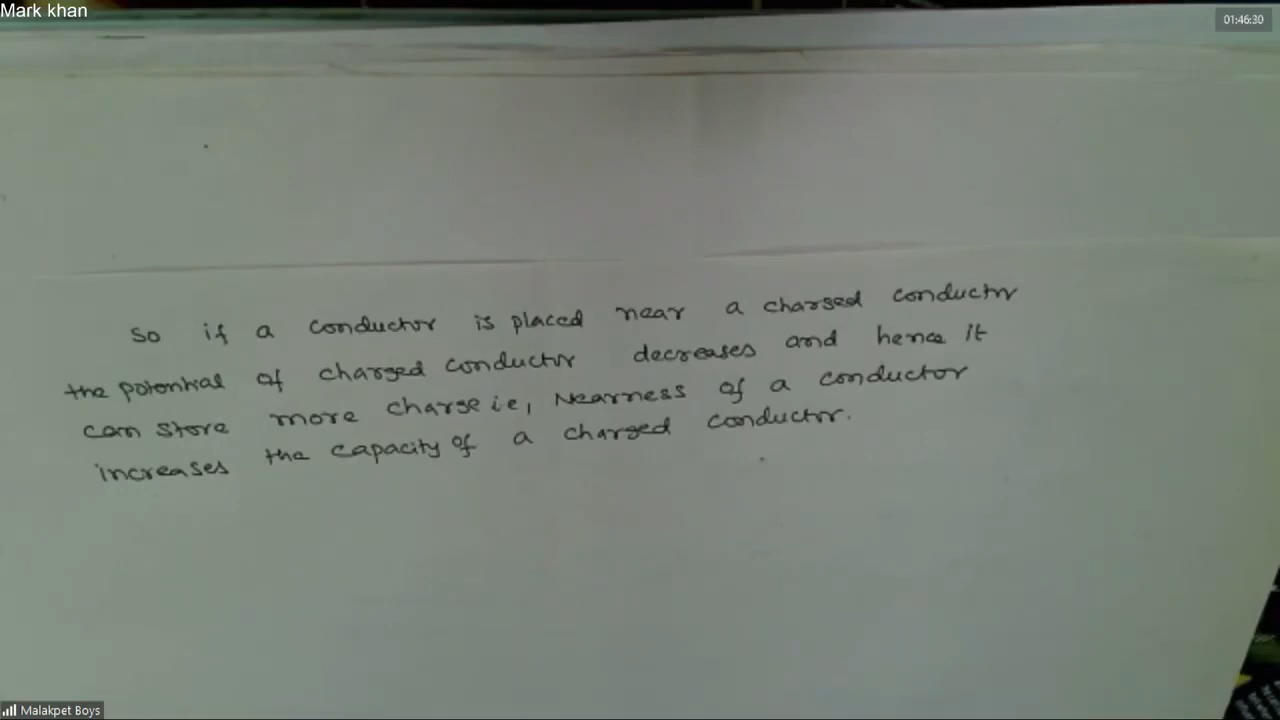 Mark khan
01:46:30
So if a conductor is placed near a charged conductor
the potential of charged conductor decreases and hence it
can store more charge ie, Nearness of a conductor
increases the capacity of a charged conductor.
Malakpet Boys